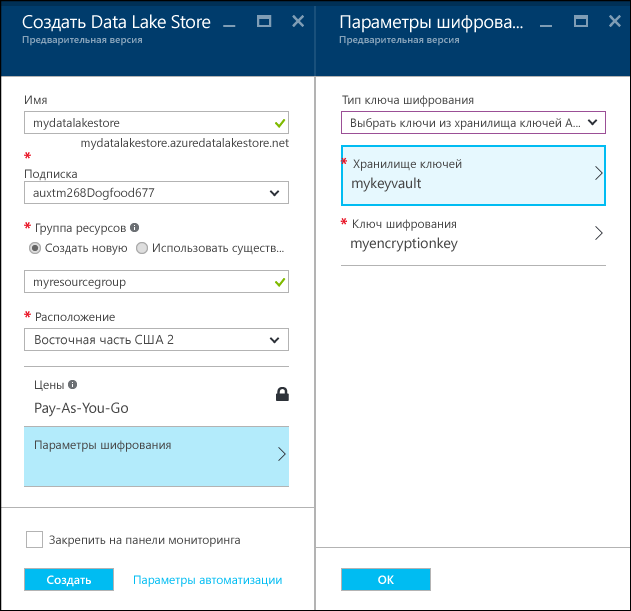 Создать Data Lake Store
Предварительная версия
Имя
mydatalakestore
mydatalakestore.azuredatalakestore.net
*
Подписка
auxtm268Dogfood677
* Группа ресурсов
Создать новую
Использовать существ...
myresourcegroup
* Расположение
Восточная часть США 2
Цены
Pay-As-You-Go
Параметры шифрования
Закрепить на панели мониторинга
Создать
Параметры автоматизации
Параметры шифрова...
Предварительная версия
Тип ключа шифрования
Выбрать ключи из хранилища ключей A...
* Хранилище ключей
mykeyvault
* Ключ шифрования
myencryptionkey
OK